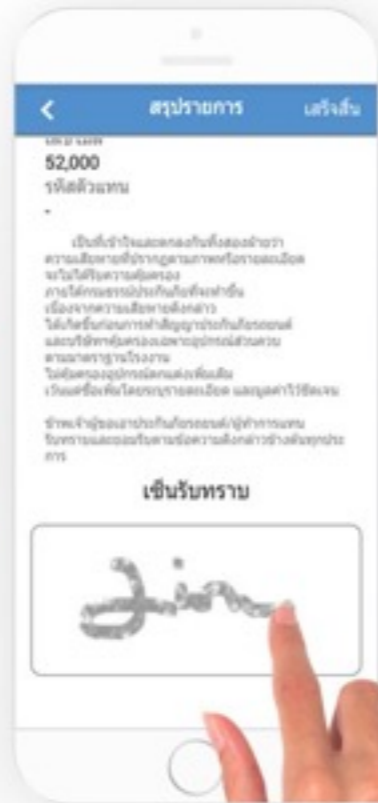 สรุปรายการ
เสร็จสิ้น
52,000
รหัสตัวแทน
-
เป็นที่เข้าใจและตกลงกันทั้งสองฝ่ายว่า
ความเสียหายที่ปรากฏตามภาพหรือรายละเอียด
จะไม่ได้รับความคุ้มครอง
ภายใต้กรมธรรม์ประกันภัยที่จะทำขึ้น
เนื่องจากความเสียหายดังกล่าว
ได้เกิดขึ้นก่อนการทำสัญญาประกันภัยรถยนต์
และบริษัทฯคุ้มครองเฉพาะอุปกรณ์ส่วนควบ
ตามมาตราฐานโรงงาน
ไม่คุ้มครองอุปกรณ์ตกแต่งเพิ่มเติม
เว้นแต่ซื้อเพิ่มโดยระบุรายละเอียด และมูลค่าไว้ชัดเจน
ข้าพเจ้าผู้ขอเอาประกันภัยรถยนต์/ผู้ทำการแทน
รับทราบและยอมรับตามข้อความดังกล่าวข้างต้นทุกประ
การ
เซ็นรับทราบ